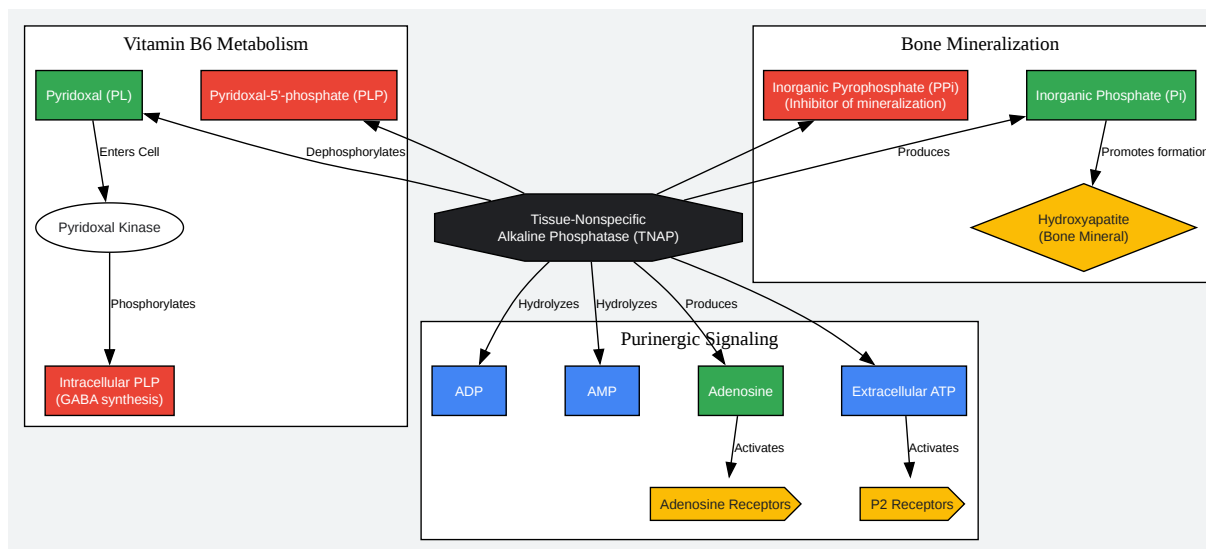 Vitamin B6 Metabolism
Pyridoxal (PL)
Pyridoxal-5'-phosphate (PLP)
Enters Cell
Dephosphorylates
Pyridoxal Kinase
Phosphorylates
Intracellular PLP
(GABA synthesis)
Tissue-Nonspecific
Alkaline Phosphatase (TNAP)
Bone Mineralization
Inorganic Pyrophosphate (PPi)
(Inhibitor of mineralization)
Inorganic Phosphate (Pi)
Produces
Promotes formation
Hydroxyapatite
(Bone Mineral)
Hydrolyzes
Hydrolyzes
Produces
Purinergic Signaling
ADP
AMP
Adenosine
Extracellular ATP
Activates
Activates
Adenosine Receptors
P2 Receptors